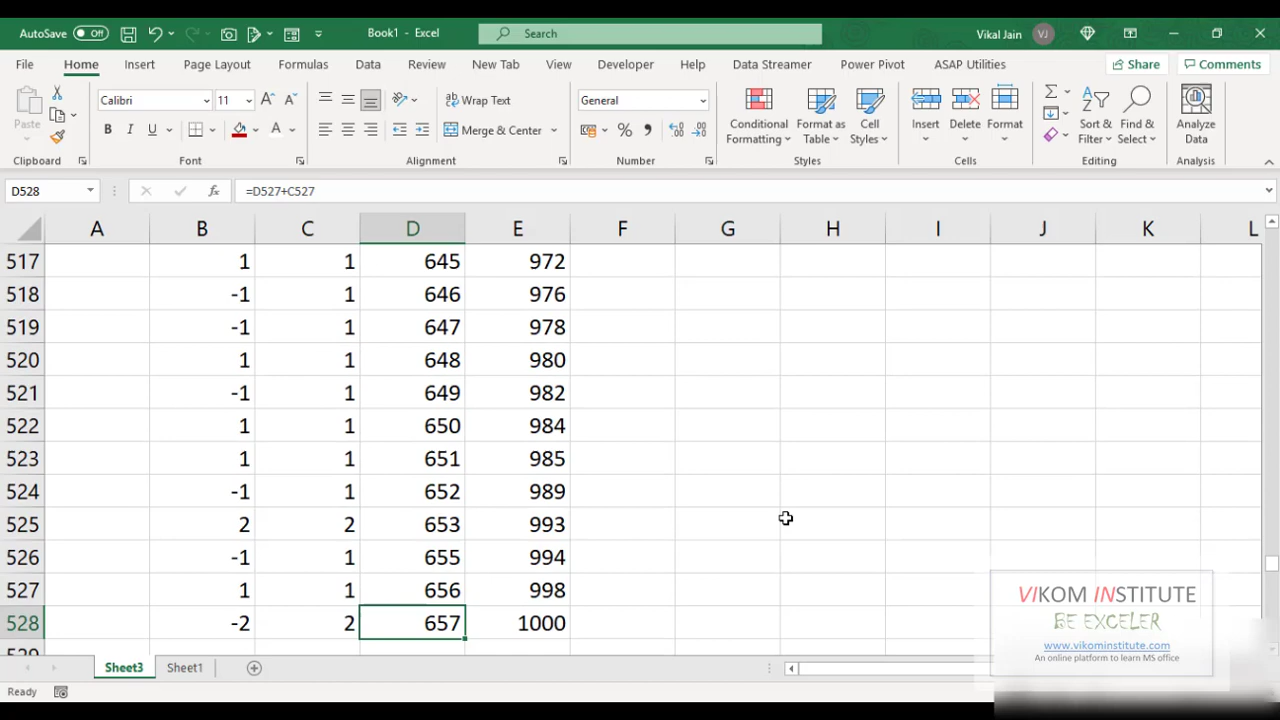 AutoSave Off Book1 - Excel Search Vikal Jain VJ
File Home Insert Page Layout Formulas Data Review New Tab View Developer Help Data Streamer Power Pivot ASAP Utilities Share Comments
Paste Calibri 11 Wrap Text General Conditional Formatting Format as Table Cell Styles Insert Delete Format Sort & Filter Find & Select Analyze Data
B I U A Merge & Center % ,
Clipboard Font Alignment Number Styles Cells Editing Analysis
D528 fx =D527+C527
A B C D E F G H I J K L
517 1 1 645 972
518 -1 1 646 976
519 -1 1 647 978
520 1 1 648 980
521 -1 1 649 982
522 1 1 650 984
523 1 1 651 985
524 -1 1 652 989
525 2 2 653 993
526 -1 1 655 994
527 1 1 656 998
528 -2 2 657 1000
VIKOM INSTITUTE
BE EXCELER
www.vikominstitute.com
An online platform to learn MS office
Sheet3 Sheet1
Ready